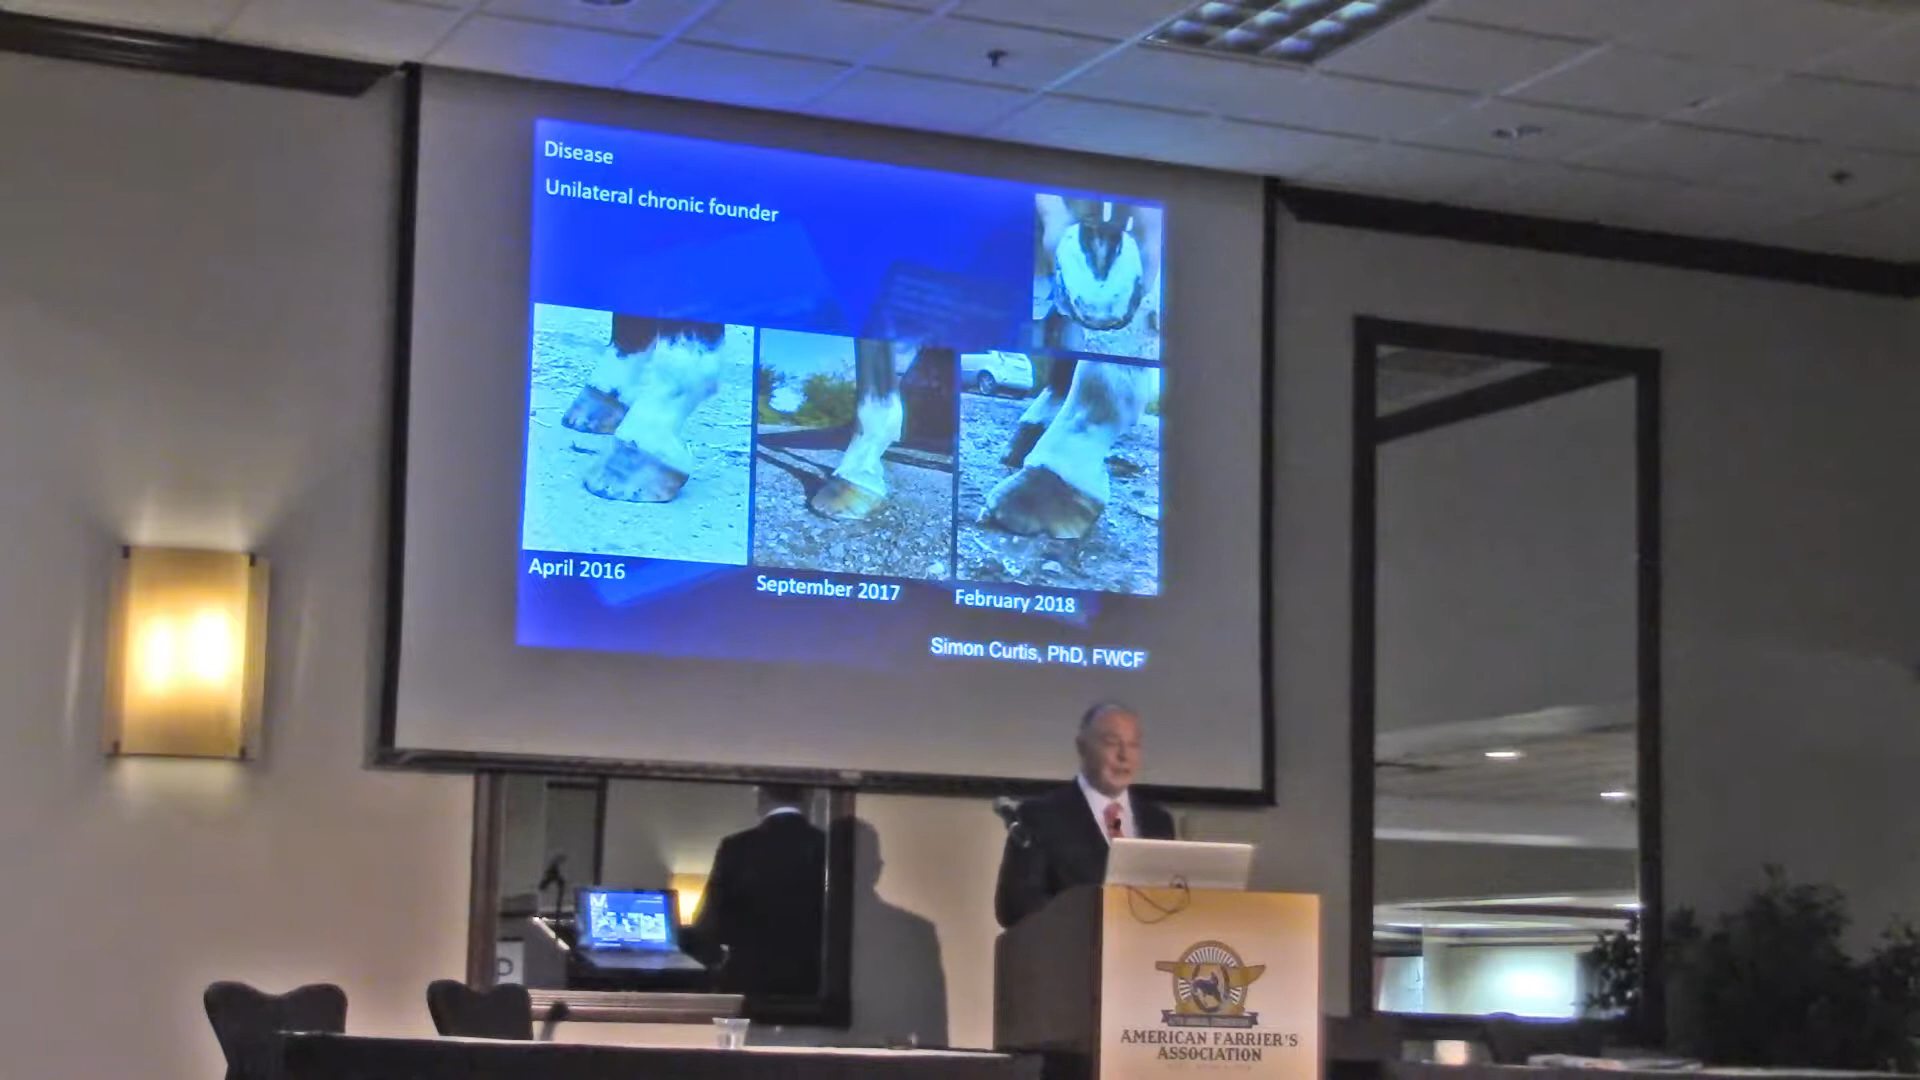 Disease
Unilateral chronic founder
April 2016
September 2017
February 2018
Simon Curtis, PhD, FWCF
AMERICAN FARRIER'S
ASSOCIATION